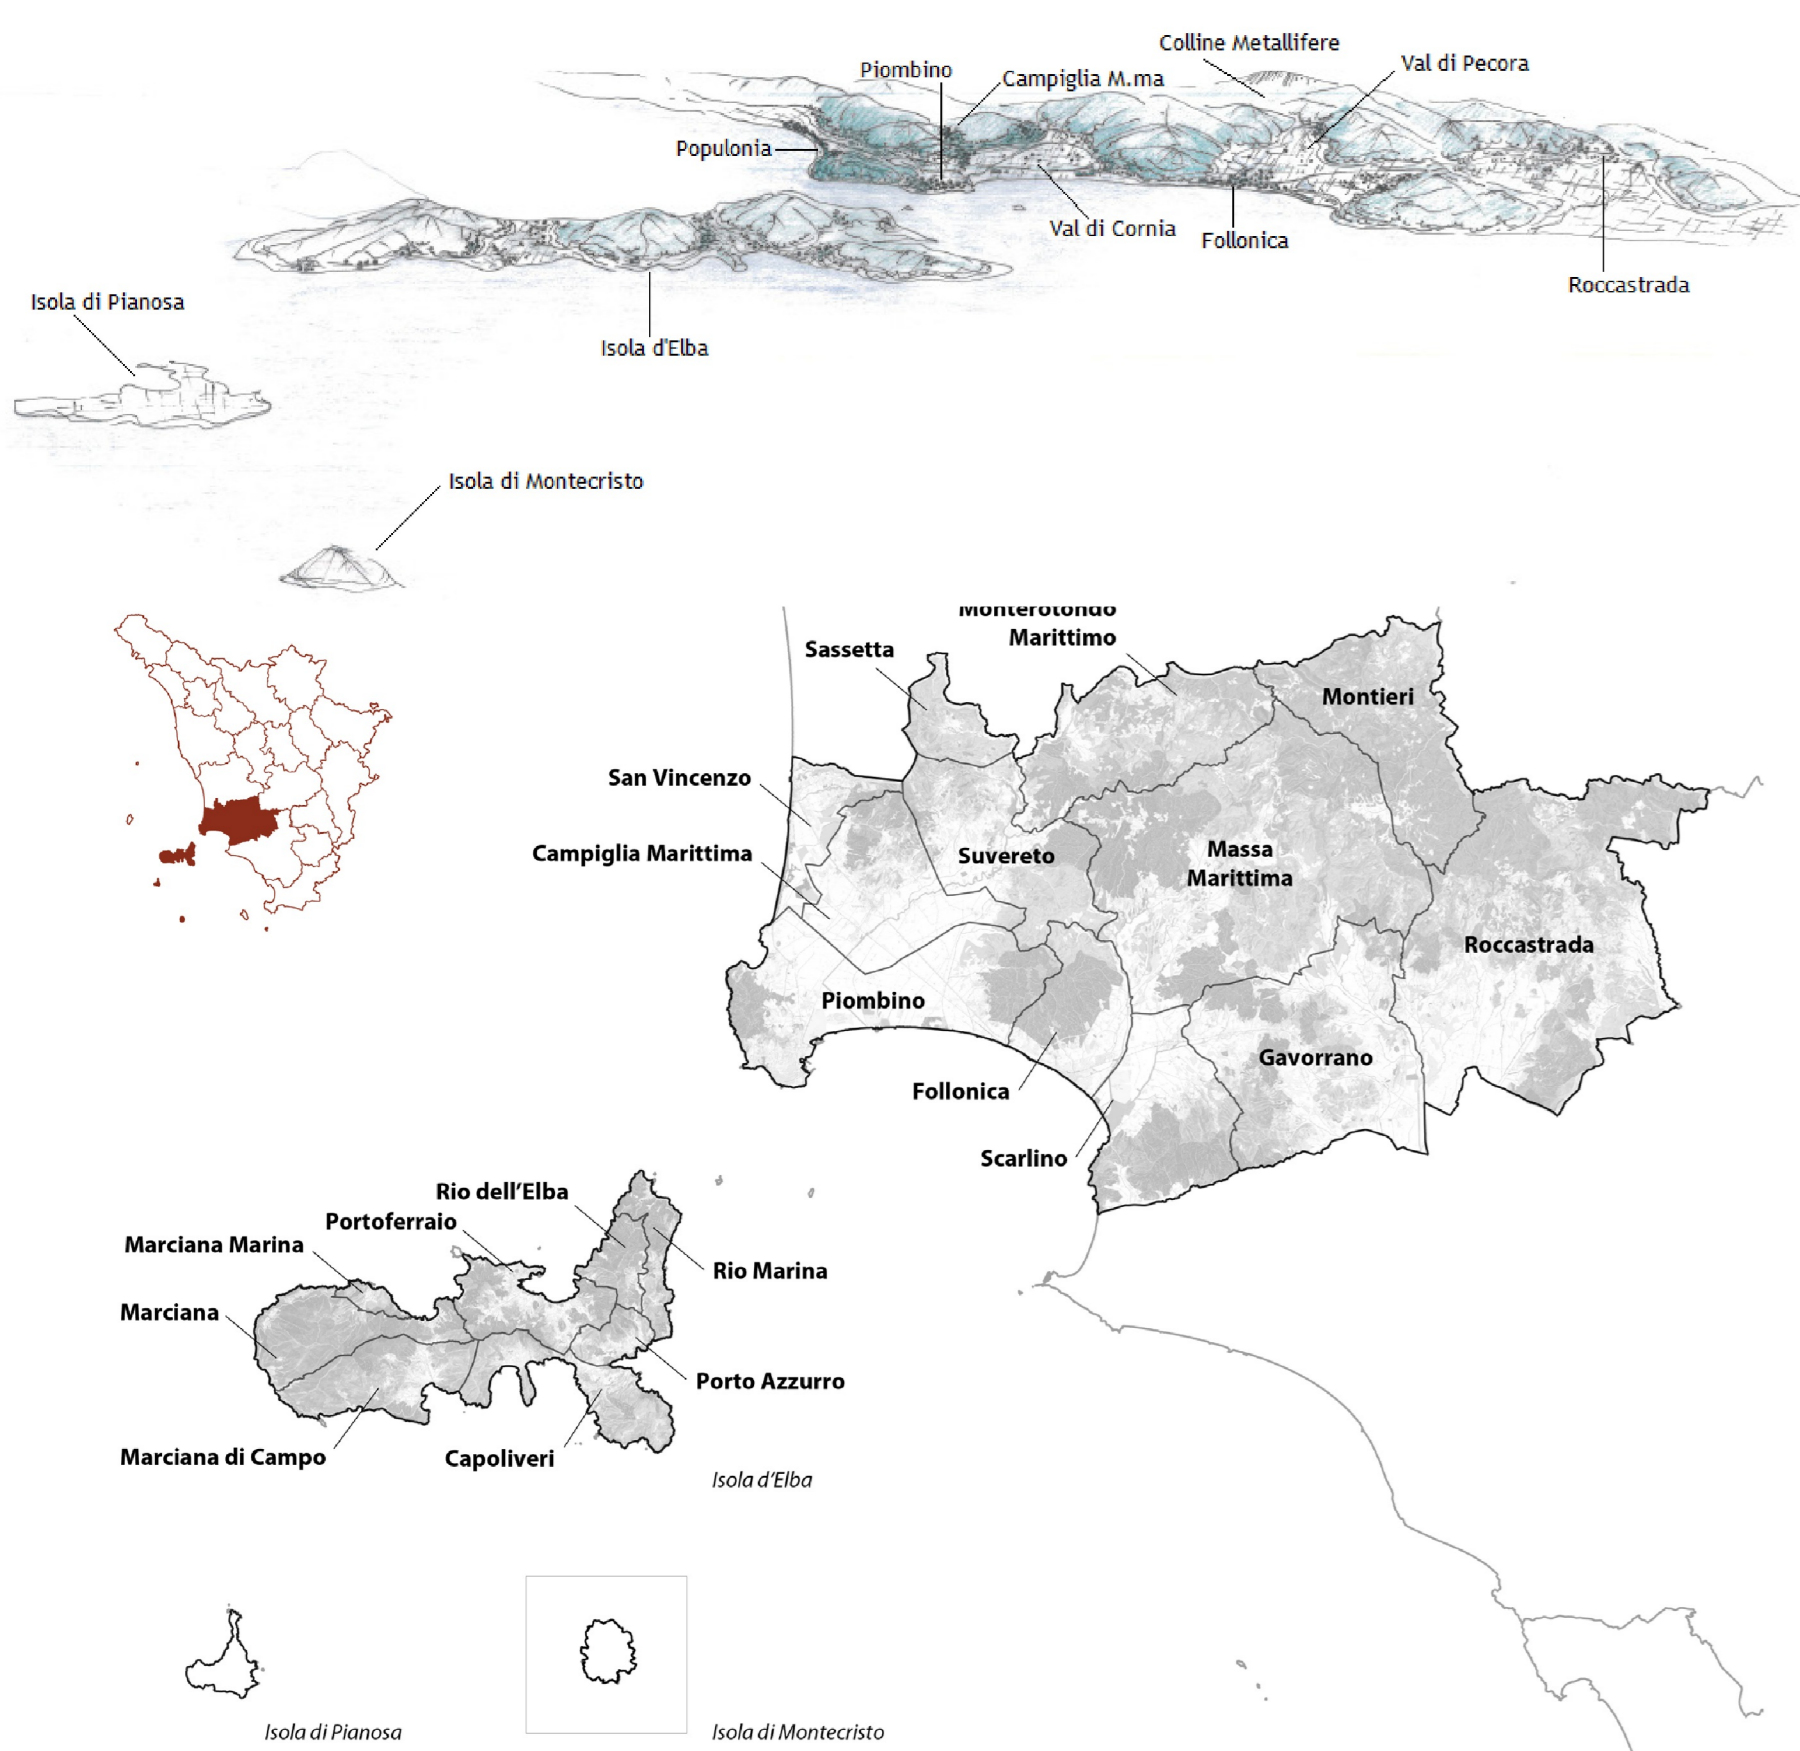 Colline Metallifere
Val di Pecora
Piombino
Campiglia M.ma
Populonia
Val di Cornia
Follonica
Roccastrada
Isola di Pianosa
Isola d'Elba
Isola di Montecristo
Monterotondo
Marittimo
Sassetta
Montieri
San Vincenzo
Campiglia Marittima
Suvereto
Massa
Marittima
Roccastrada
Piombino
Gavorrano
Follonica
Scarlino
Rio dell'Elba
Portoferraio
Marciana Marina
Rio Marina
Marciana
Porto Azzurro
Marciana di Campo
Capoliveri
Isola d'Elba
Isola di Pianosa
Isola di Montecristo